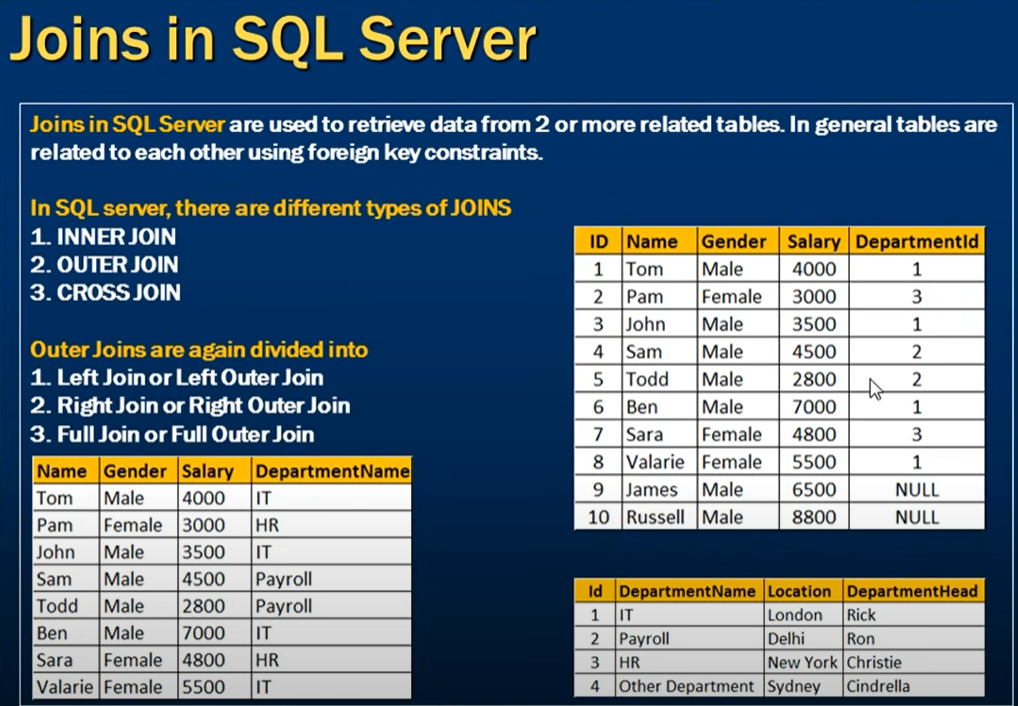 Joins in SQL Server
Joins in SQL Server are used to retrieve data from 2 or more related tables. In general tables are
related to each other using foreign key constraints.
In SQL server, there are different types of JOINS
1. INNER JOIN
2. OUTER JOIN
3. CROSS JOIN
Outer Joins are again divided into
1. Left Join or Left Outer Join
2. Right Join or Right Outer Join
3. Full Join or Full Outer Join
Name Gender Salary DepartmentName
Tom Male 4000 IT
Pam Female 3000 HR
John Male 3500 IT
Sam Male 4500 Payroll
Todd Male 2800 Payroll
Ben Male 7000 IT
Sara Female 4800 HR
Valarie Female 5500 IT
ID Name Gender Salary DepartmentId
1 Tom Male 4000 1
2 Pam Female 3000 3
3 John Male 3500 1
4 Sam Male 4500 2
5 Todd Male 2800 2
6 Ben Male 7000 1
7 Sara Female 4800 3
8 Valarie Female 5500 1
9 James Male 6500 NULL
10 Russell Male 8800 NULL
Id DepartmentName Location DepartmentHead
1 IT London Rick
2 Payroll Delhi Ron
3 HR New York Christie
4 Other Department Sydney Cindrella